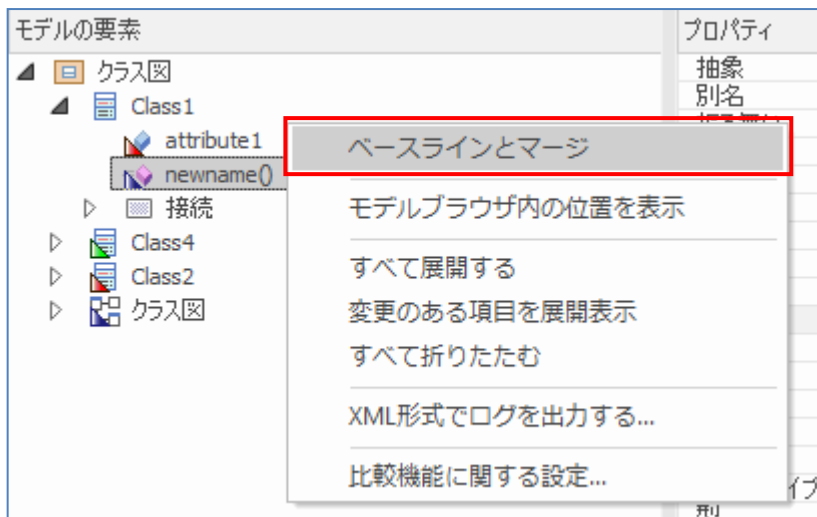 モデルの要素
プロパティ
クラス図
抽象
Class1
別名
attribute1
ベースラインとマージ
newname()
接続
モデルブラウザ内の位置を表示
Class4
すべて展開する
Class2
変更のある項目を展開表示
クラス図
すべて折りたたむ
XML形式でログを出力する...
比較機能に関する設定...
イプ